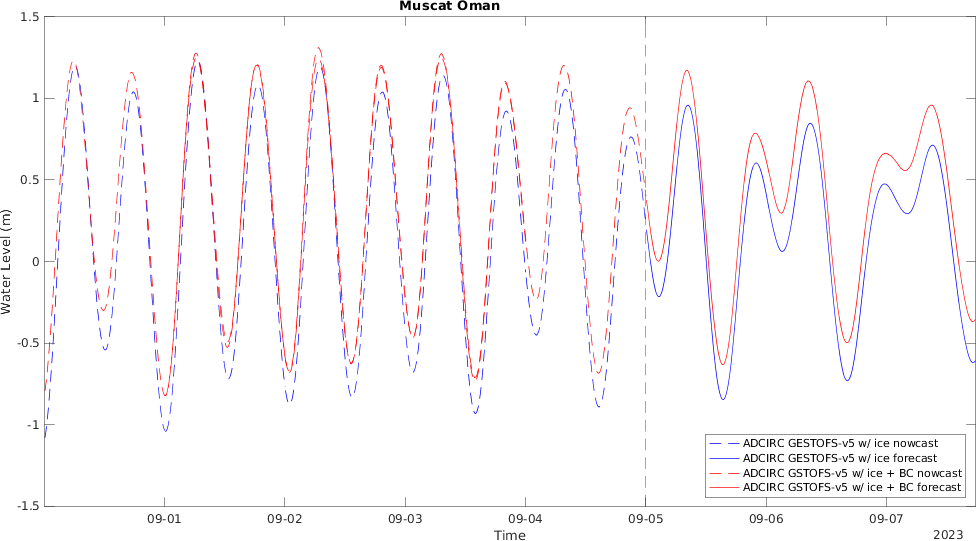 Muscat Oman
1.5
1
0.5
0
-0.5
-1
-1.5
Water Level (m)
09-01 09-02 09-03 09-04 09-05 09-06 09-07
Time
2023
ADCIRC GESTOFS-v5 w/ ice nowcast
ADCIRC GESTOFS-v5 w/ ice forecast
ADCIRC GSTOFS-v5 w/ ice + BC nowcast
ADCIRC GSTOFS-v5 w/ ice + BC forecast